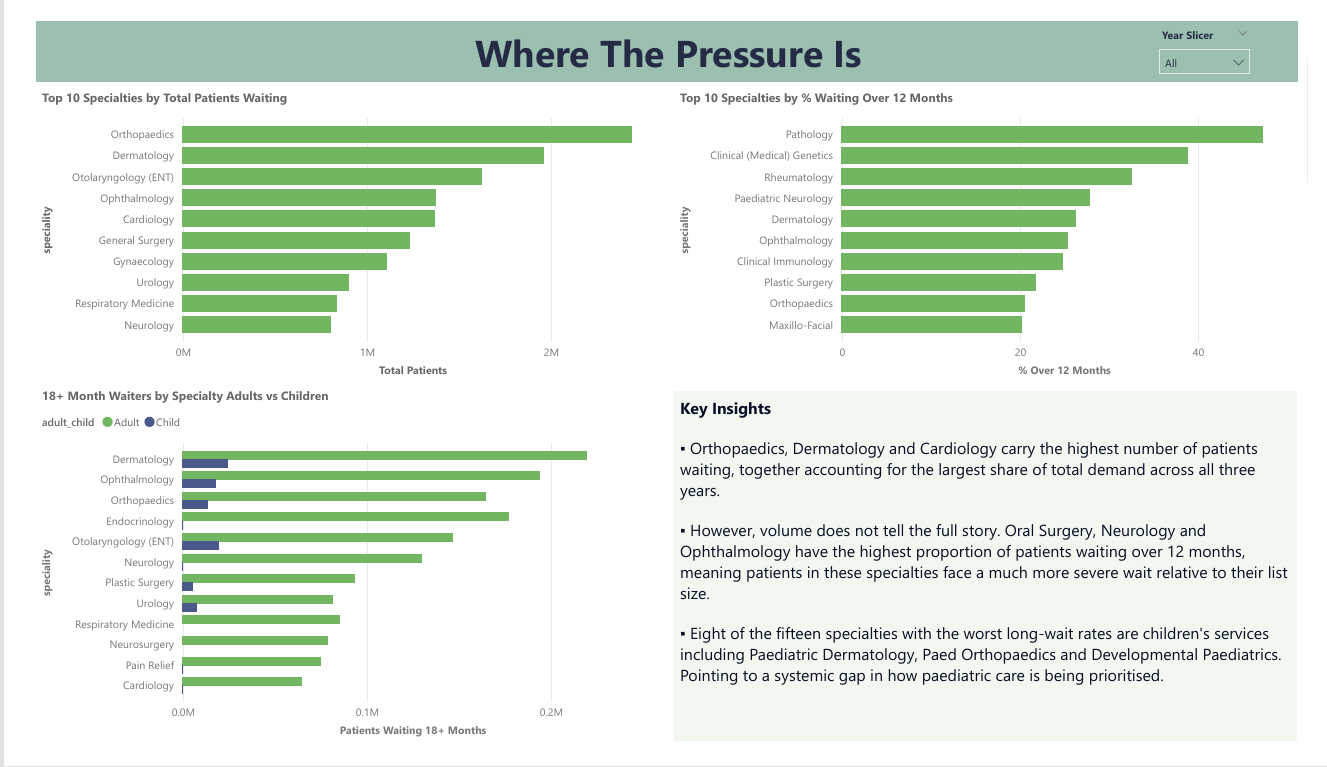 Where The Pressure Is
Year Slicer
All
Top 10 Specialties by Total Patients Waiting
speciality
Orthopaedics
Dermatology
Otolaryngology (ENT)
Ophthalmology
Cardiology
General Surgery
Gynaecology
Urology
Respiratory Medicine
Neurology
0M 1M 2M
Total Patients
Top 10 Specialties by % Waiting Over 12 Months
speciality
Pathology
Clinical (Medical) Genetics
Rheumatology
Paediatric Neurology
Dermatology
Ophthalmology
Clinical Immunology
Plastic Surgery
Orthopaedics
Maxillo-Facial
0 20 40
% Over 12 Months
18+ Month Waiters by Specialty Adults vs Children
adult_child Adult Child
speciality
Dermatology
Ophthalmology
Orthopaedics
Endocrinology
Otolaryngology (ENT)
Neurology
Plastic Surgery
Urology
Respiratory Medicine
Neurosurgery
Pain Relief
Cardiology
0.0M 0.1M 0.2M
Patients Waiting 18+ Months
Key Insights
▪ Orthopaedics, Dermatology and Cardiology carry the highest number of patients
waiting, together accounting for the largest share of total demand across all three
years.
▪ However, volume does not tell the full story. Oral Surgery, Neurology and
Ophthalmology have the highest proportion of patients waiting over 12 months,
meaning patients in these specialties face a much more severe wait relative to their list
size.
▪ Eight of the fifteen specialties with the worst long-wait rates are children's services
including Paediatric Dermatology, Paed Orthopaedics and Developmental Paediatrics.
Pointing to a systemic gap in how paediatric care is being prioritised.